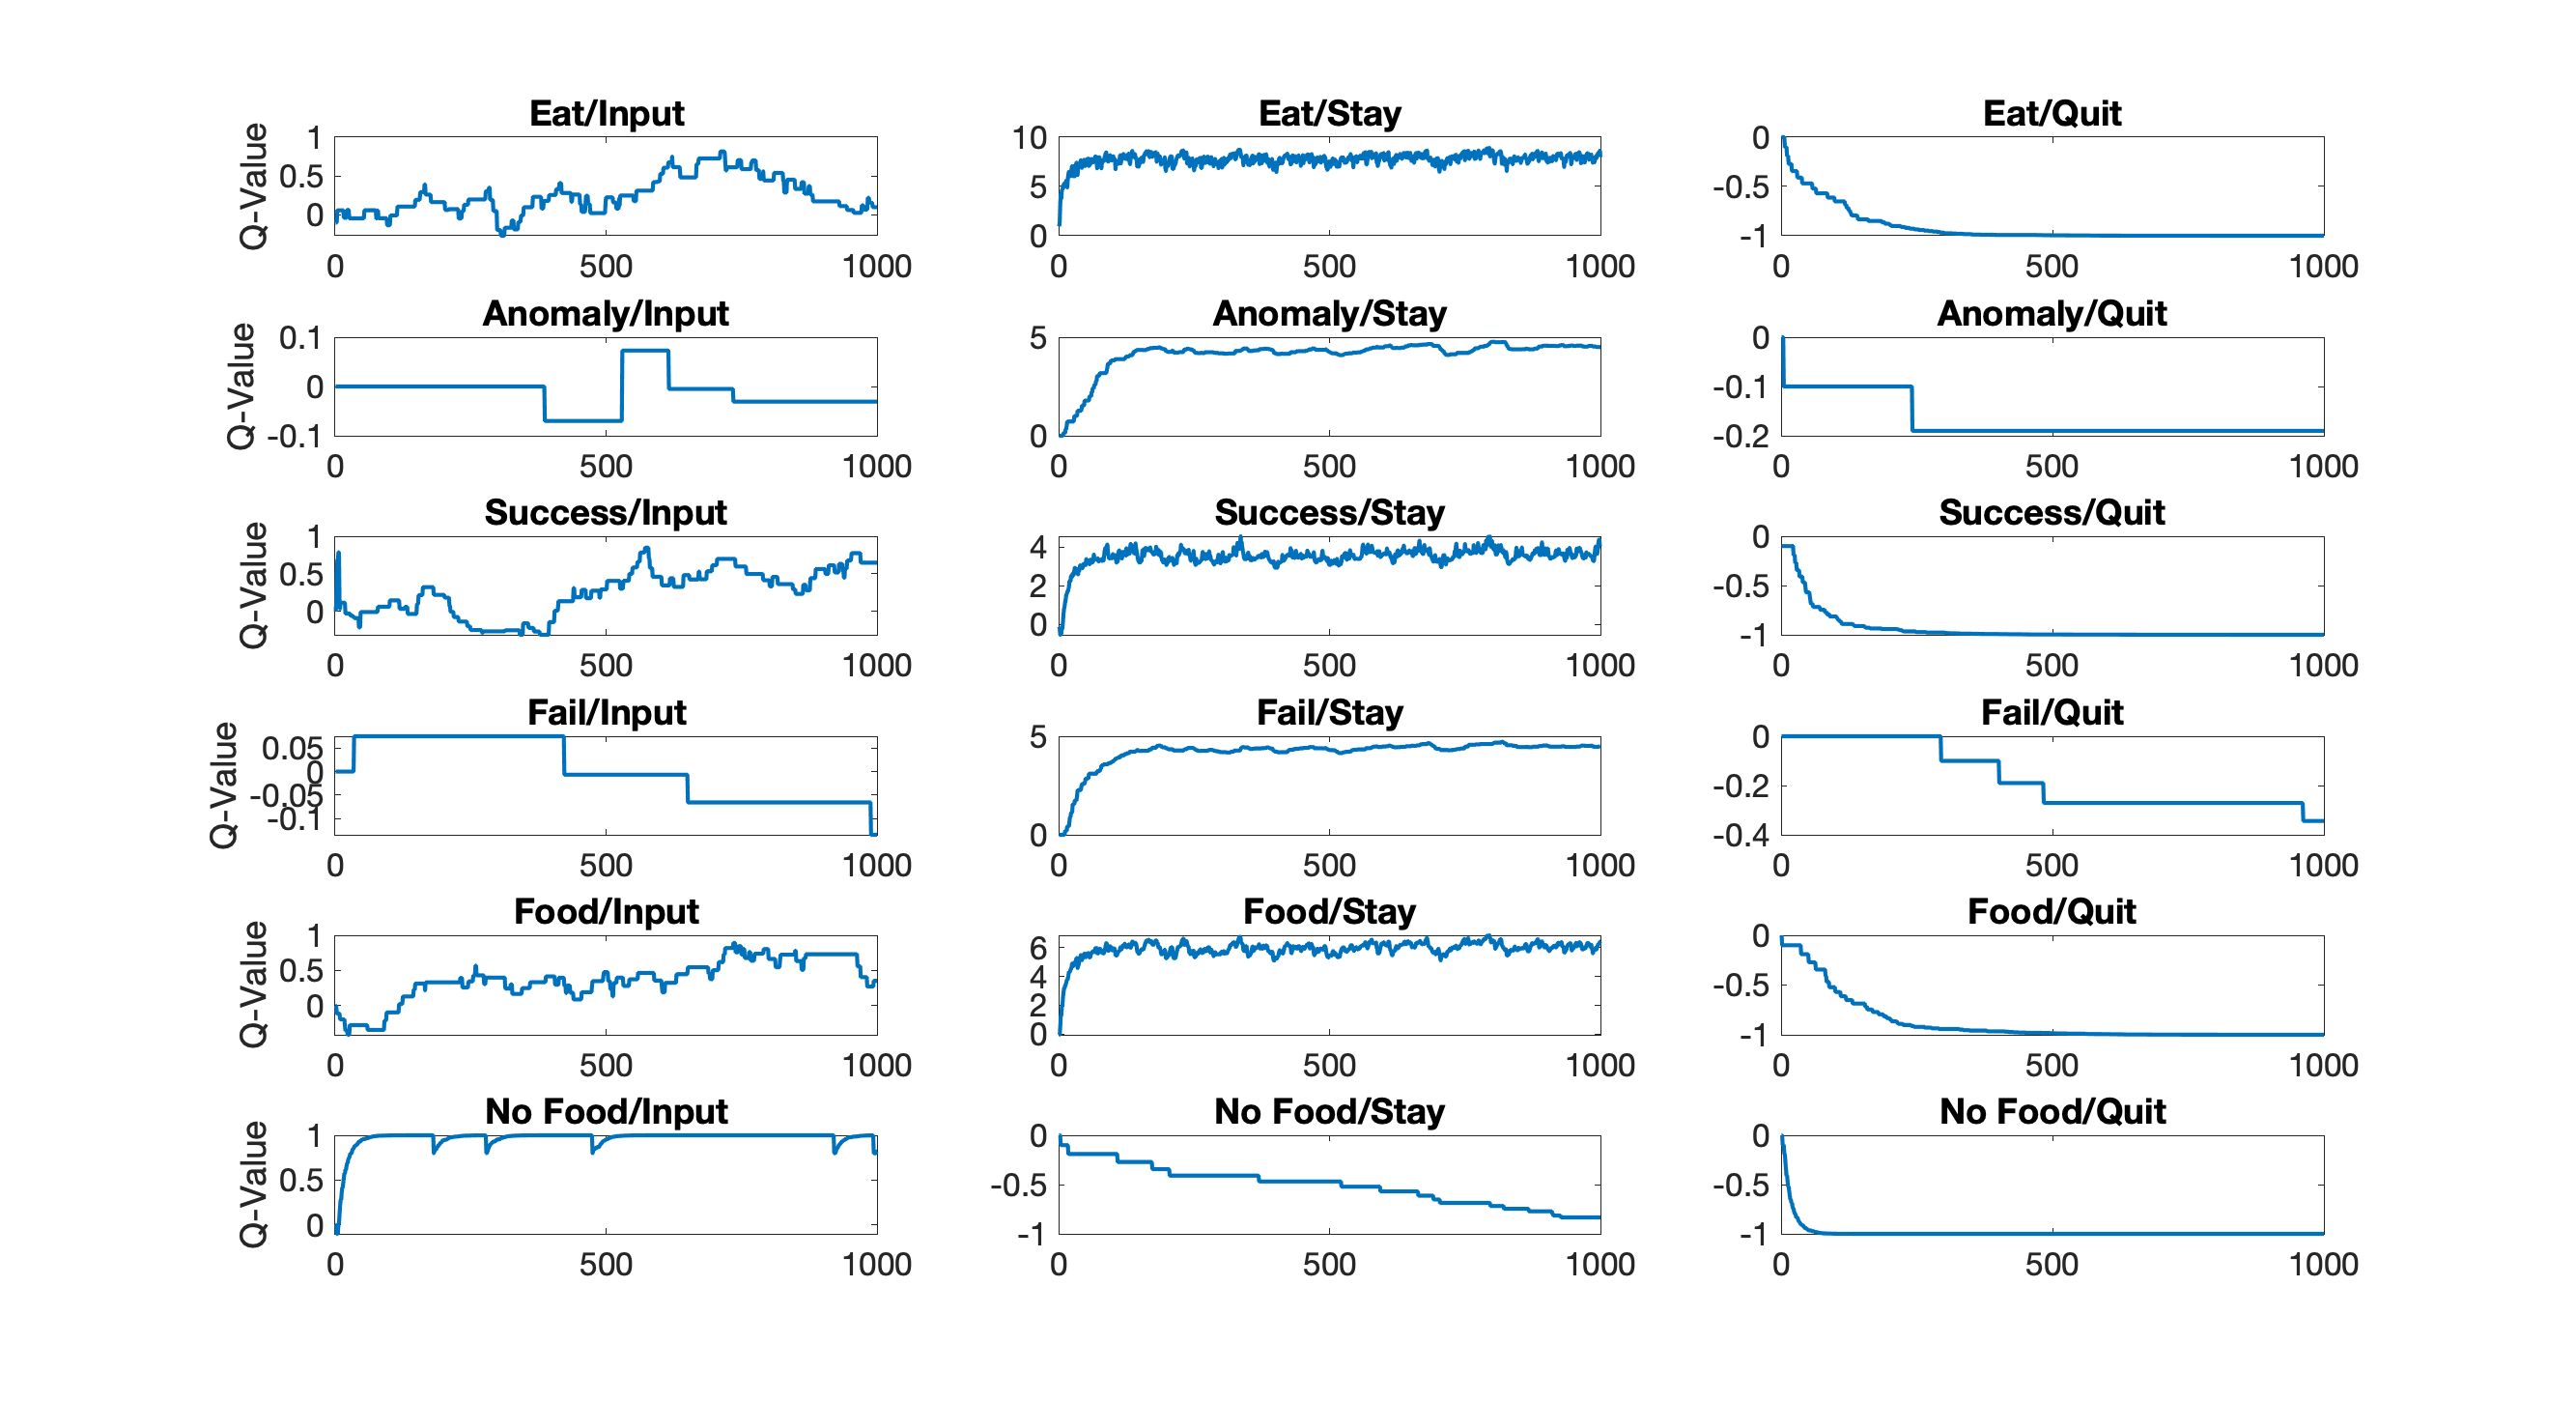 Eat/Input Eat/Stay Eat/Quit
Q-Value
1 10 0
0.5 5 -0.5
0 0 -1
0 500 1000 0 500 1000 0 500 1000
Anomaly/Input Anomaly/Stay Anomaly/Quit
Q-Value
0.1 5 0
0 -0.1
-0.1 0 -0.2
0 500 1000 0 500 1000 0 500 1000
Success/Input Success/Stay Success/Quit
Q-Value
1 4 0
0.5 2 -0.5
0 0 -1
0 500 1000 0 500 1000 0 500 1000
Fail/Input Fail/Stay Fail/Quit
Q-Value
0.05 5 0
0 -0.2
-0.05
-0.1 0 -0.4
0 500 1000 0 500 1000 0 500 1000
Food/Input Food/Stay Food/Quit
Q-Value
1 6 0
0.5 4 -0.5
0 2
0 -1
0 500 1000 0 500 1000 0 500 1000
No Food/Input No Food/Stay No Food/Quit
Q-Value
1 0 0
0.5 -0.5 -0.5
0 -1 -1
0 500 1000 0 500 1000 0 500 1000